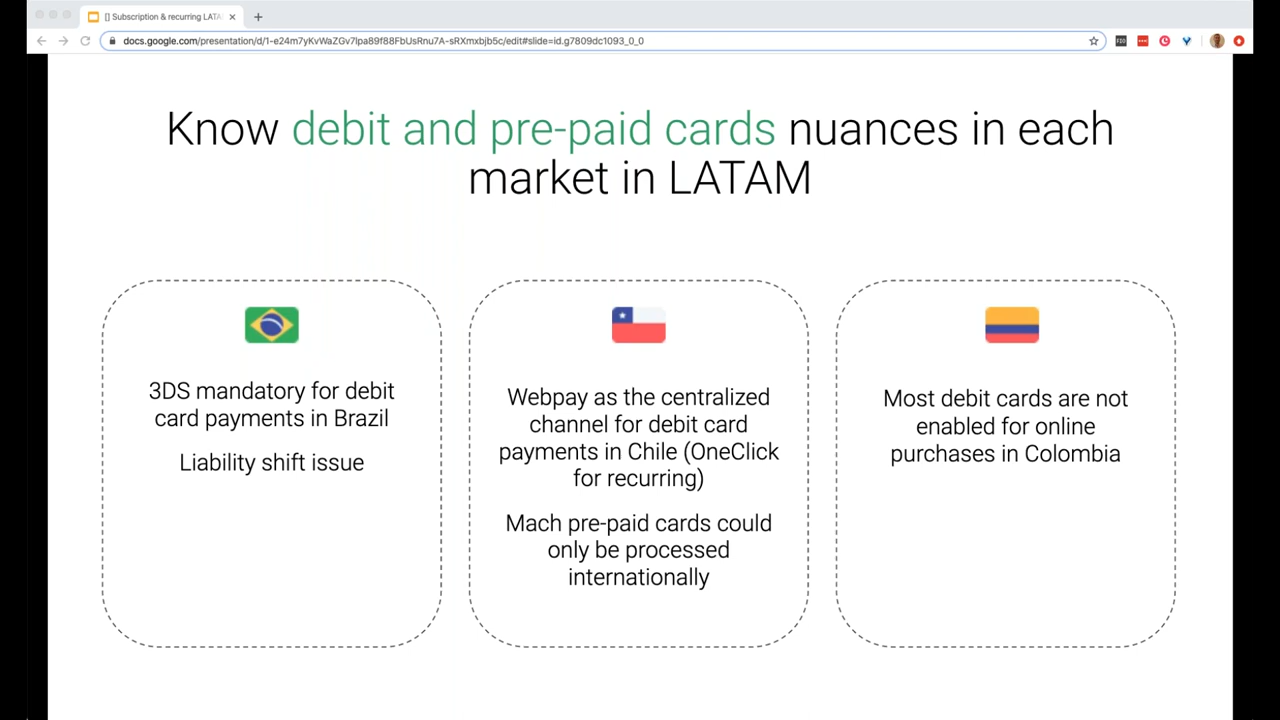 [] Subscription & recurring LATA
docs.google.com/presentation/d/1-e24m7yKvWaZGv7lpa89f88FbUsRnu7A-sRXmxbjb5c/edit#slide=id.g7809dc1093_0_0
Know debit and pre-paid cards nuances in each
market in LATAM
3DS mandatory for debit
card payments in Brazil
Liability shift issue
Webpay as the centralized
channel for debit card
payments in Chile (OneClick
for recurring)
Mach pre-paid cards could
only be processed
internationally
Most debit cards are not
enabled for online
purchases in Colombia